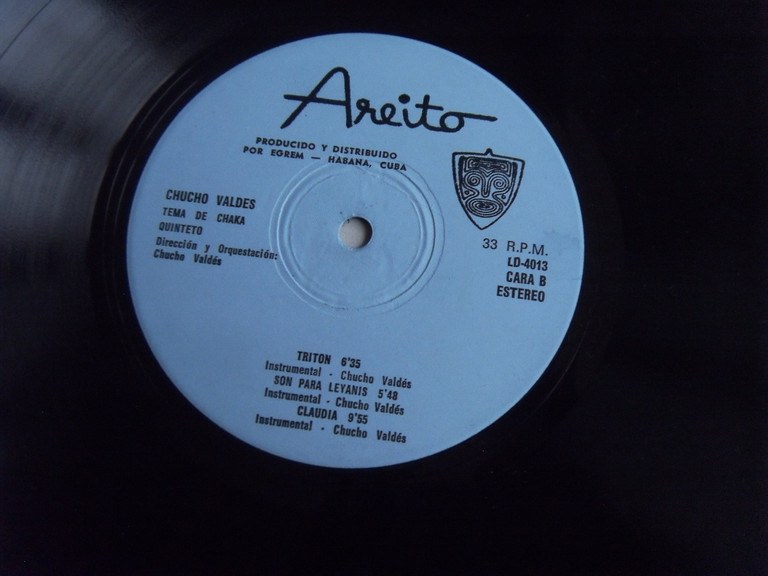 Areito
PRODUCIDO Y DISTRIBUIDO
POR EGREM — HABANA, CUBA
CHUCHO VALDES
TEMA DE CHAKA
QUINTETO
Dirección y Orquestación:
Chucho Valdés
33 R.P.M.
LD-4013
CARA B
ESTEREO
TRITON 6'35
Instrumental - Chucho Valdés
SON PARA LEYANIS 5'48
Instrumental - Chucho Valdés
CLAUDIA 9'55
Instrumental - Chucho Valdés